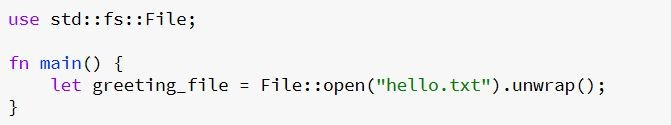 use std::fs::File;
fn main() {
    let greeting_file = File::open("hello.txt").unwrap();
}